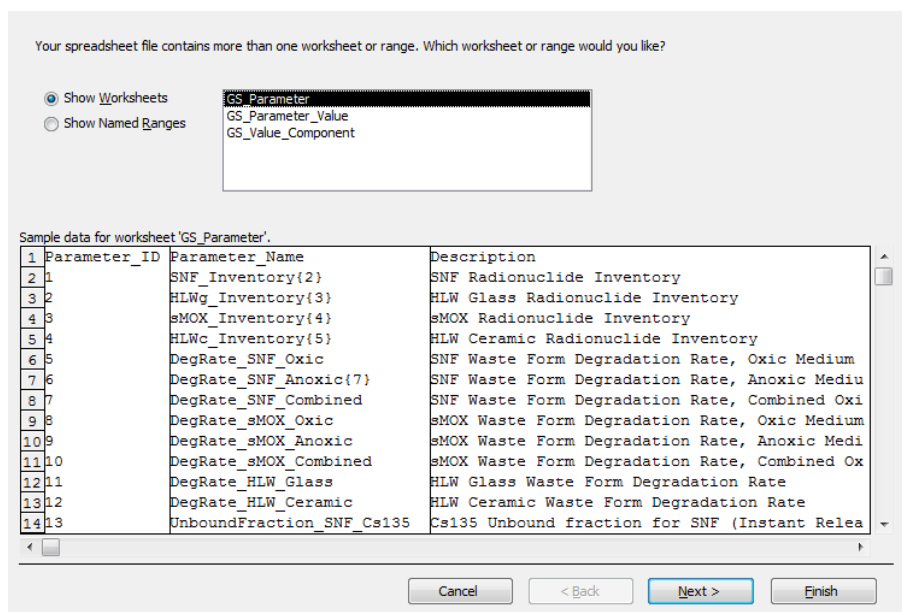 Your spreadsheet file contains more than one worksheet or range. Which worksheet or range would you like?
Show Worksheets
Show Named Ranges
GS_Parameter
GS_Parameter_Value
GS_Value_Component
Sample data for worksheet 'GS_Parameter'.
1 Parameter_ID Parameter_Name Description
2 1 SNF_Inventory{2} SNF Radionuclide Inventory
3 2 HLWg_Inventory{3} HLW Glass Radionuclide Inventory
4 3 sMOX_Inventory{4} sMOX Radionuclide Inventory
5 4 HLWc_Inventory{5} HLW Ceramic Radionuclide Inventory
6 5 DegRate_SNF_Oxic SNF Waste Form Degradation Rate, Oxic Medium
7 6 DegRate_SNF_Anoxic{7} SNF Waste Form Degradation Rate, Anoxic Mediu
8 7 DegRate_SNF_Combined SNF Waste Form Degradation Rate, Combined Oxi
9 8 DegRate_sMOX_Oxic sMOX Waste Form Degradation Rate, Oxic Medium
10 9 DegRate_sMOX_Anoxic sMOX Waste Form Degradation Rate, Anoxic Medi
11 10 DegRate_sMOX_Combined sMOX Waste Form Degradation Rate, Combined Ox
12 11 DegRate_HLW_Glass HLW Glass Waste Form Degradation Rate
13 12 DegRate_HLW_Ceramic HLW Ceramic Waste Form Degradation Rate
14 13 UnboundFraction_SNF_Cs135 Cs135 Unbound fraction for SNF (Instant Relea
Cancel < Back Next > Finish